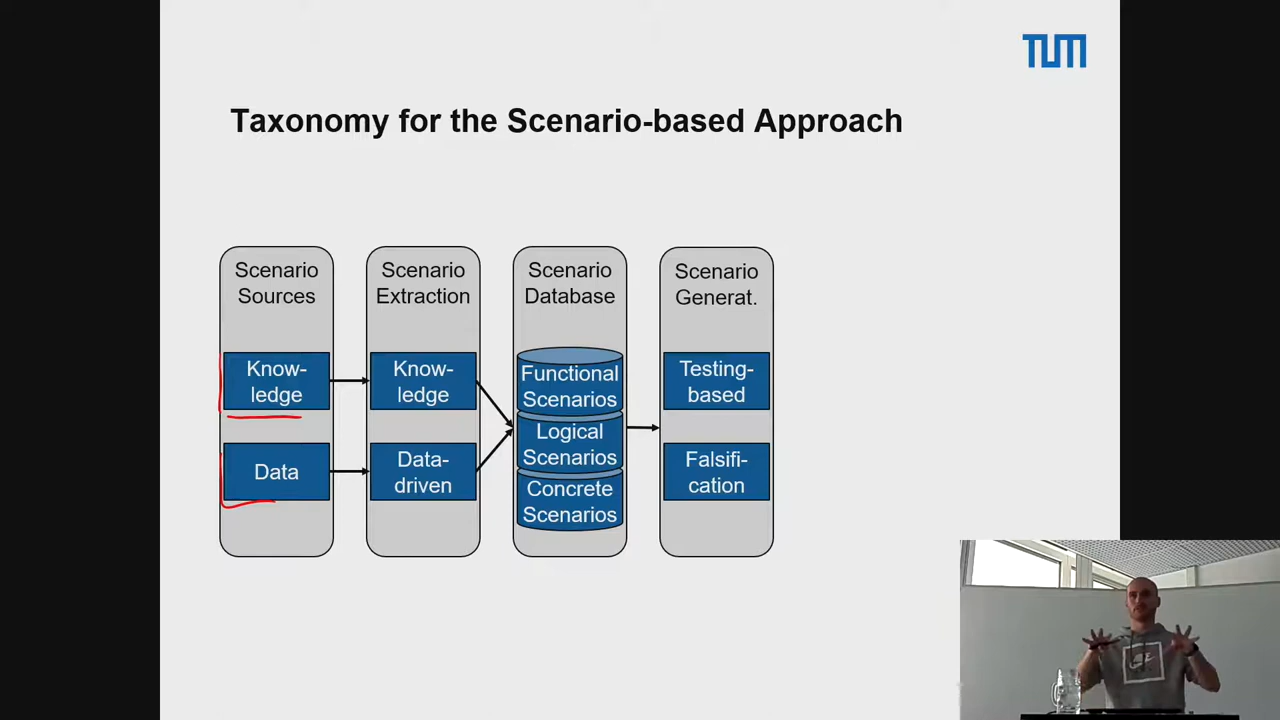 TUM
Taxonomy for the Scenario-based Approach
Scenario
Sources
Know-
ledge
Data
Scenario
Extraction
Know-
ledge
Data-
driven
Scenario
Database
Functional
Scenarios
Logical
Scenarios
Concrete
Scenarios
Scenario
Generat.
Testing-
based
Falsifi-
cation